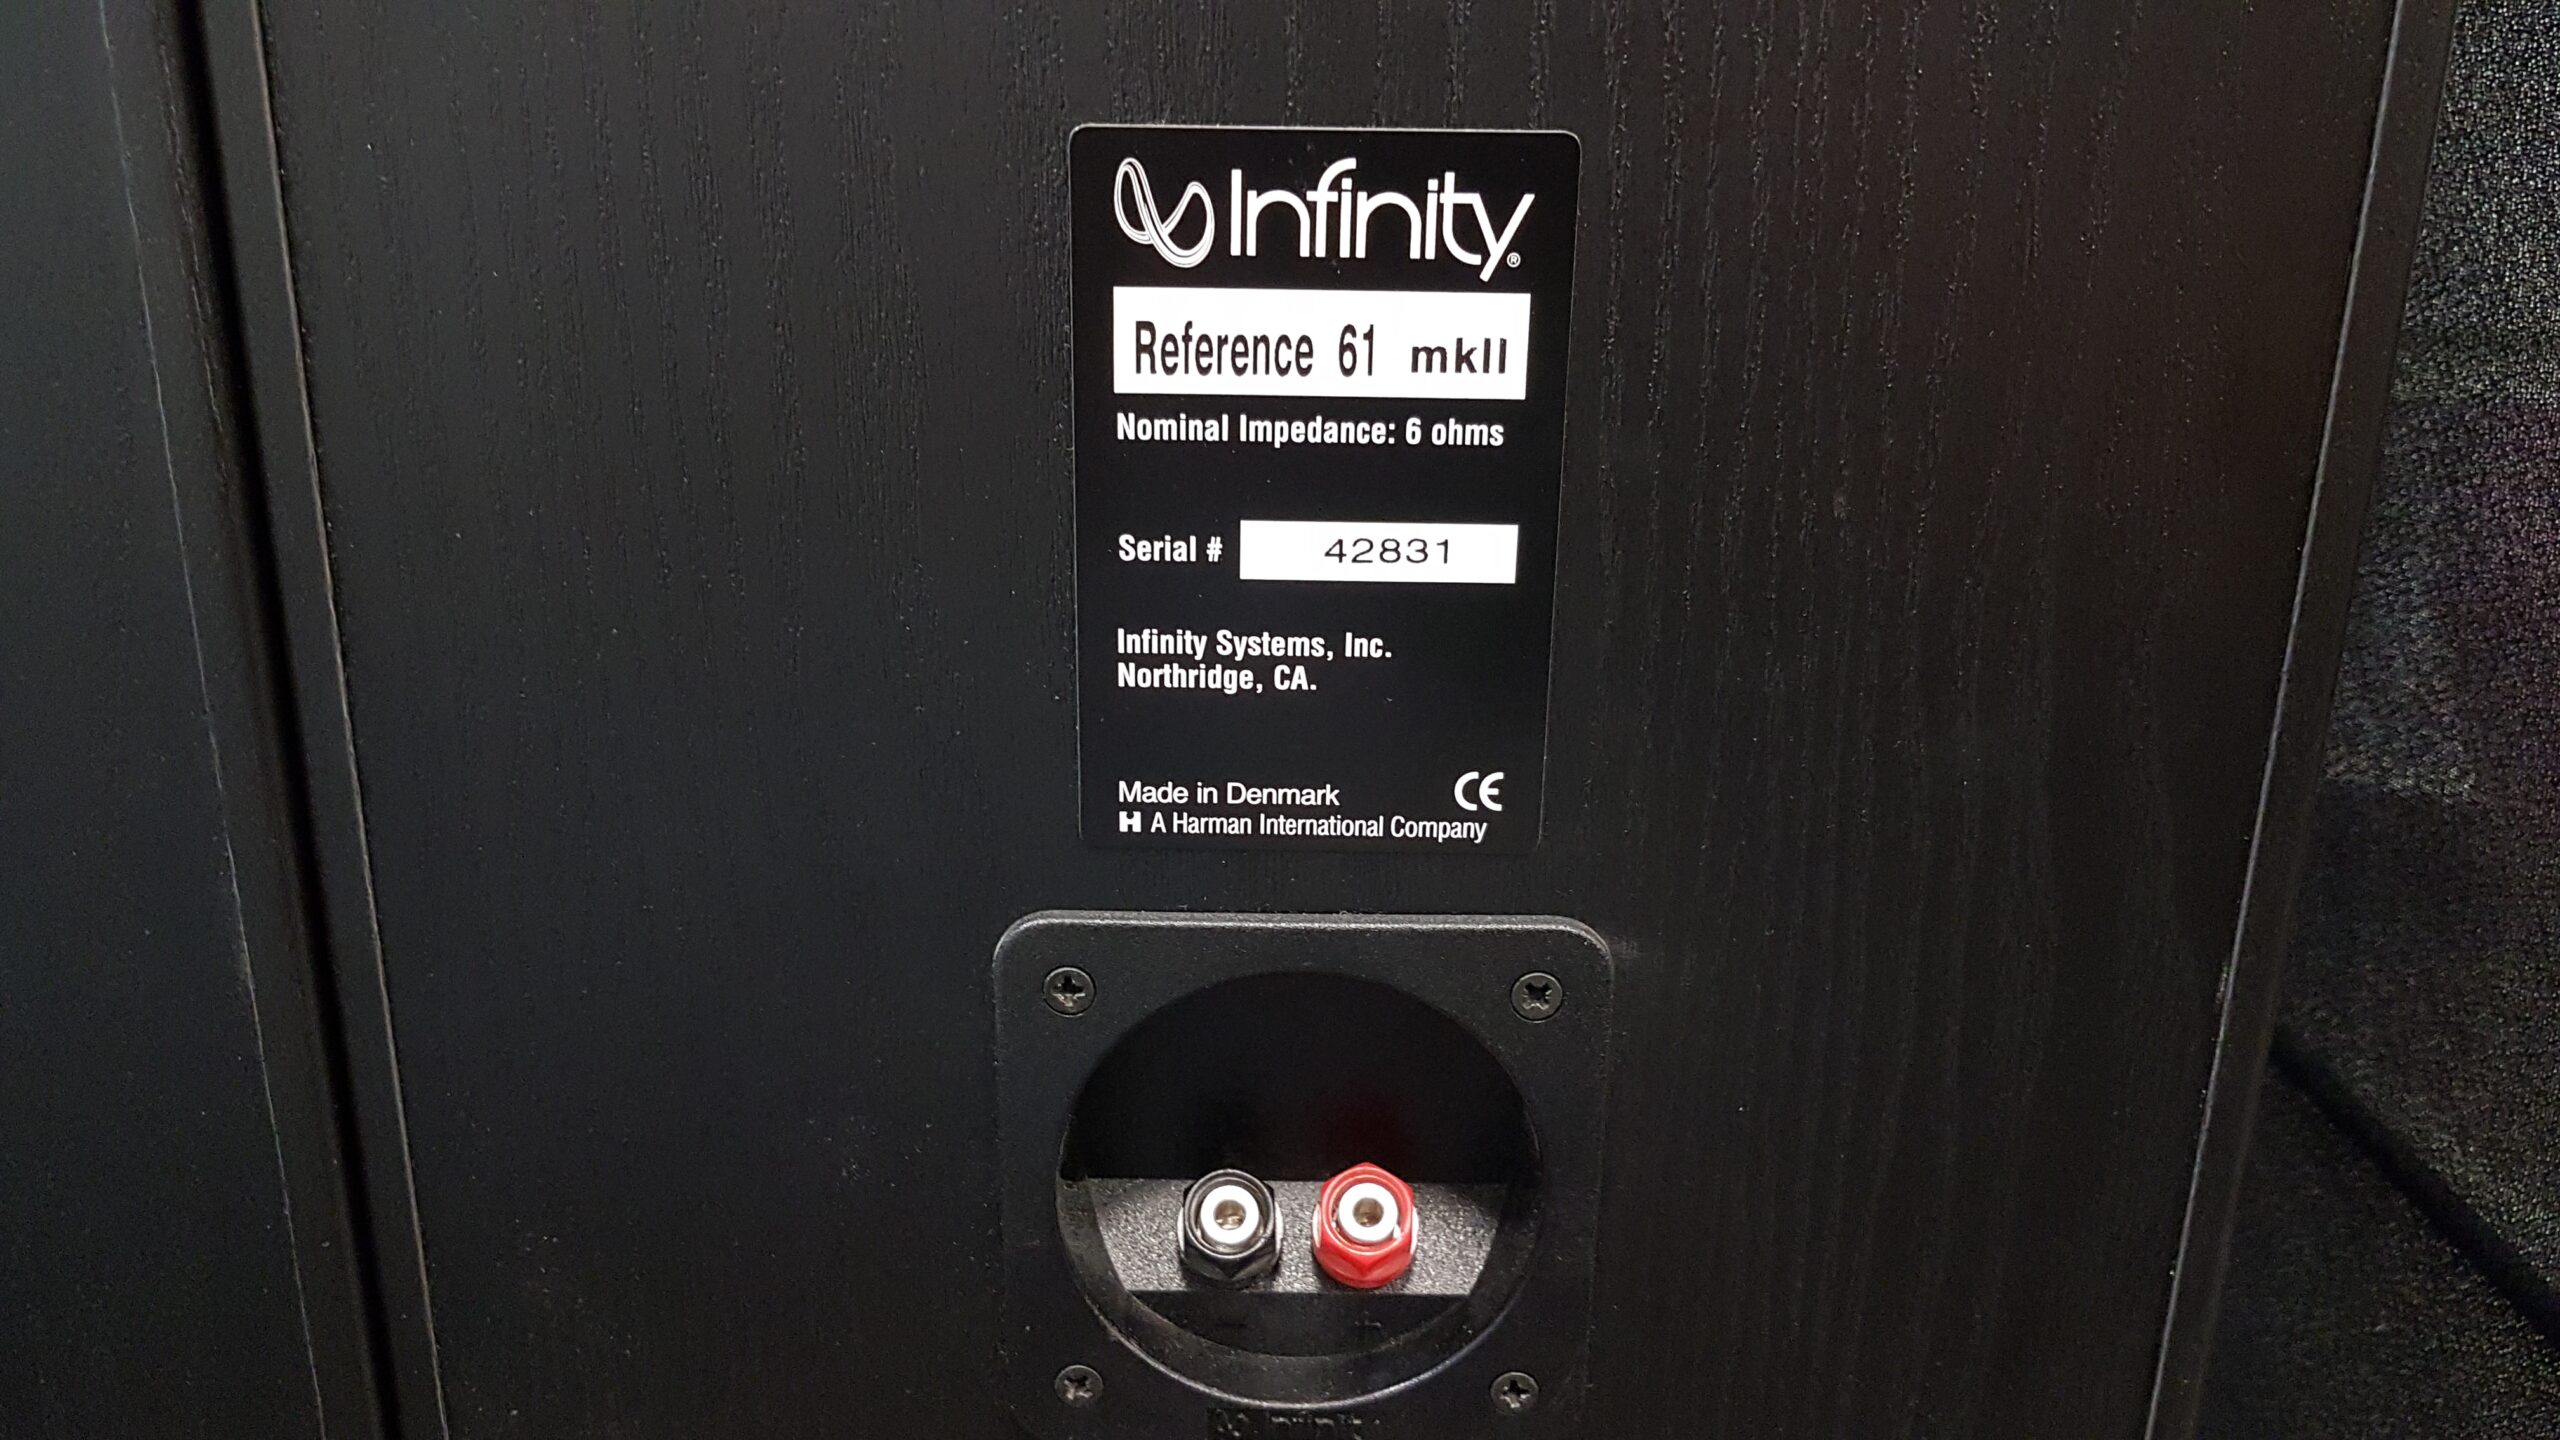 Infinity®
Reference 61 mkII
Nominal Impedance: 6 ohms
Serial # 42831
Infinity Systems, Inc.
Northridge, CA.
Made in Denmark CE
H A Harman International Company
- +
Infinity